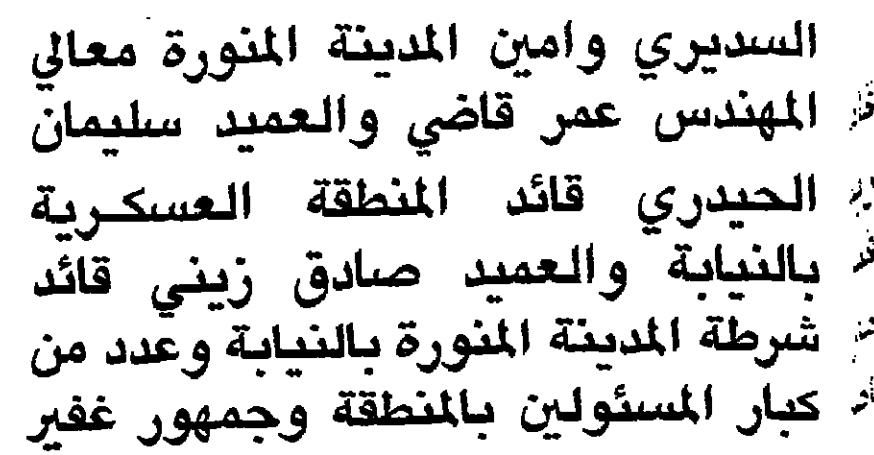 السديري وامين المدينة المنورة معالي
المهندس عمر قاضي والعميد سليمان
الحيدري قائد المنطقة العسكرية
بالنيابة والعميد صادق زيني قائد
شرطة المدينة المنورة بالنيابة وعدد من
كبار المسئولين بالمنطقة وجمهور غفير